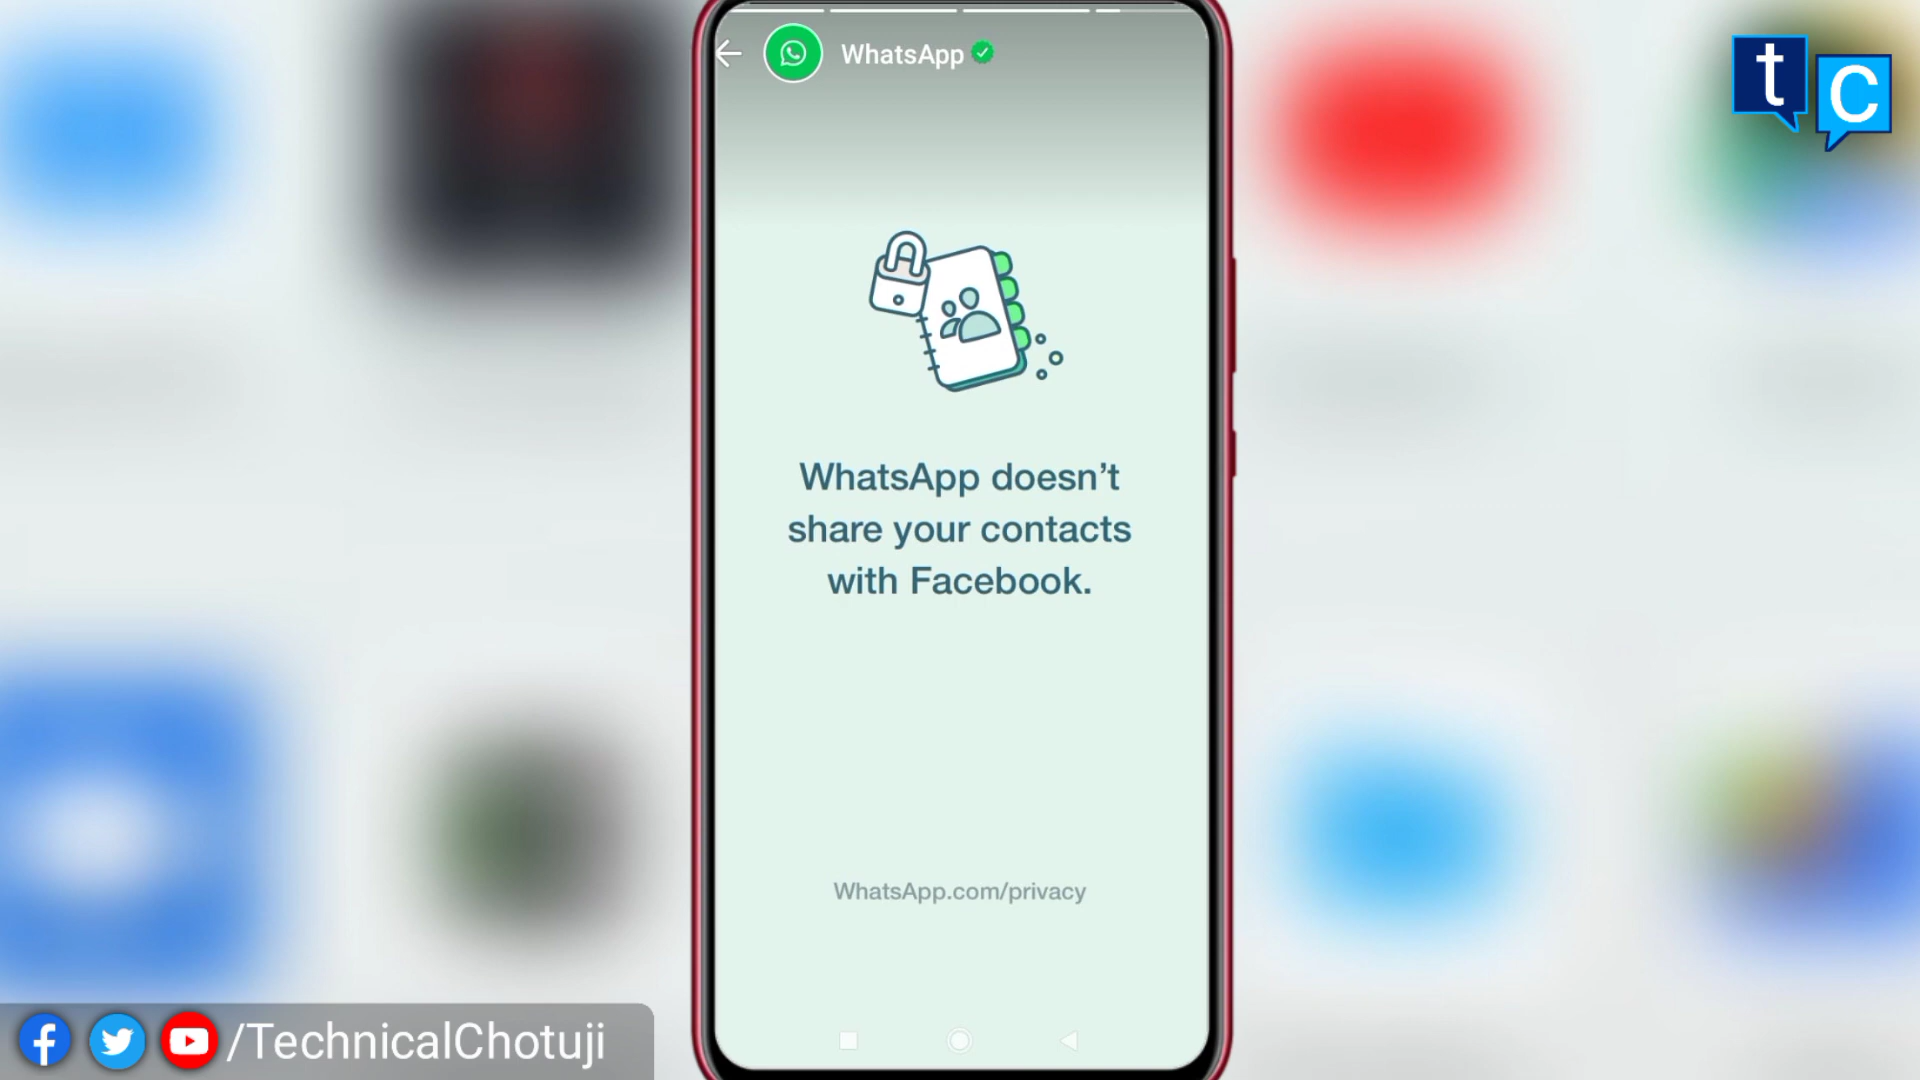 WhatsApp
t
C
WhatsApp doesn’t
share your contacts
with Facebook.
WhatsApp.com/privacy
/TechnicalChotuji